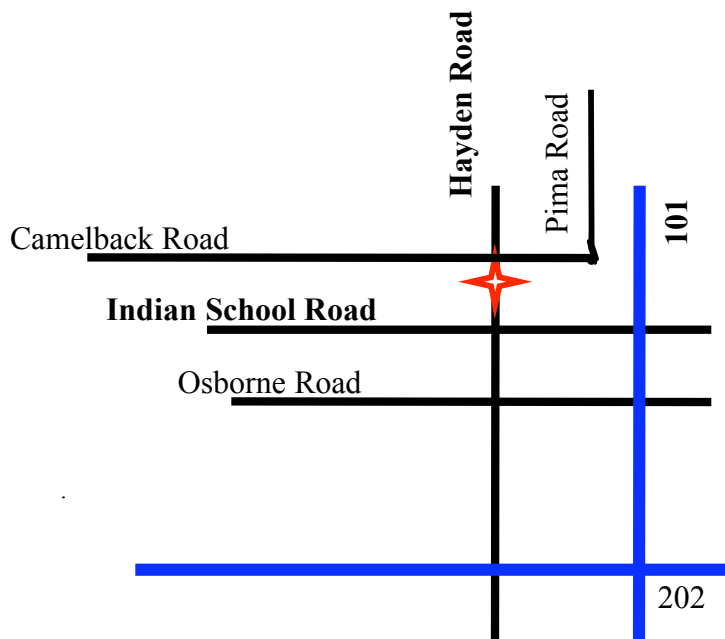 Hayden Road
Pima Road
101
Camelback Road
Indian School Road
Osborne Road
202